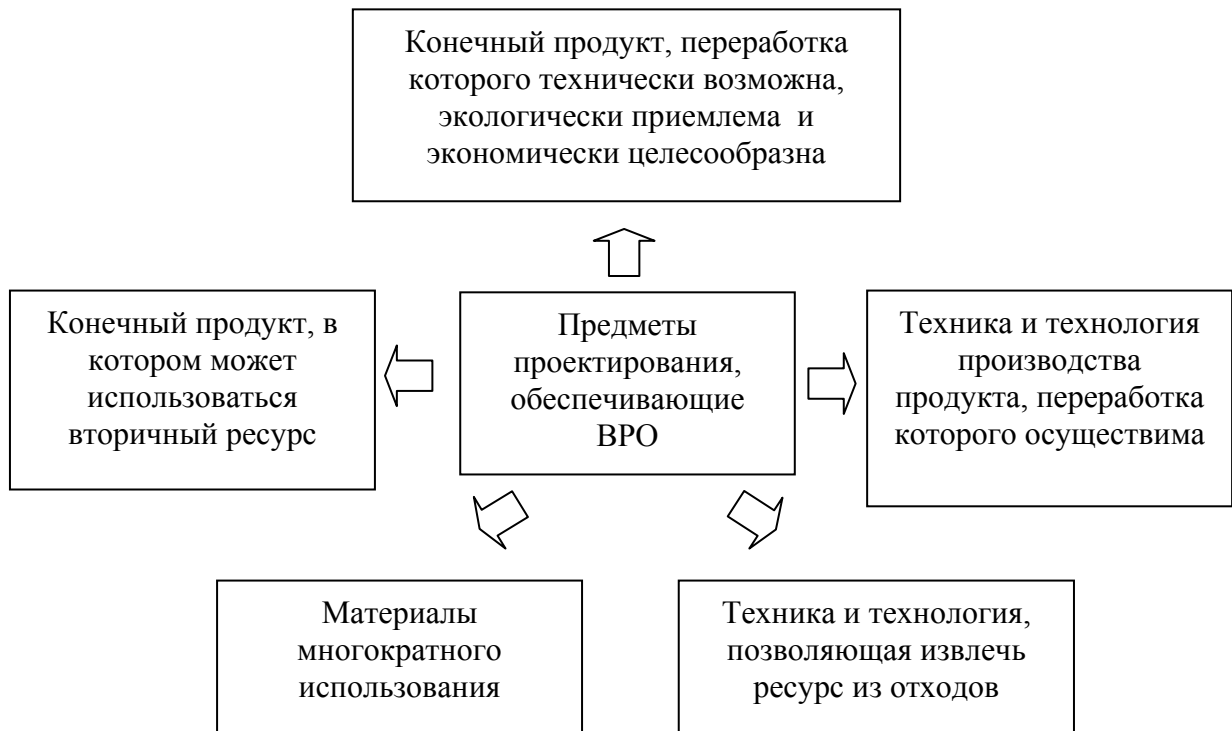 Конечный продукт, переработка
которого технически возможна,
экологически приемлема и
экономически целесообразна
Конечный продукт, в
котором может
использоваться
вторичный ресурс
Предметы
проектирования,
обеспечивающие
ВРО
Техника и технология
производства
продукта, переработка
которого осуществима
Материалы
многократного
использования
Техника и технология,
позволяющая извлечь
ресурс из отходов